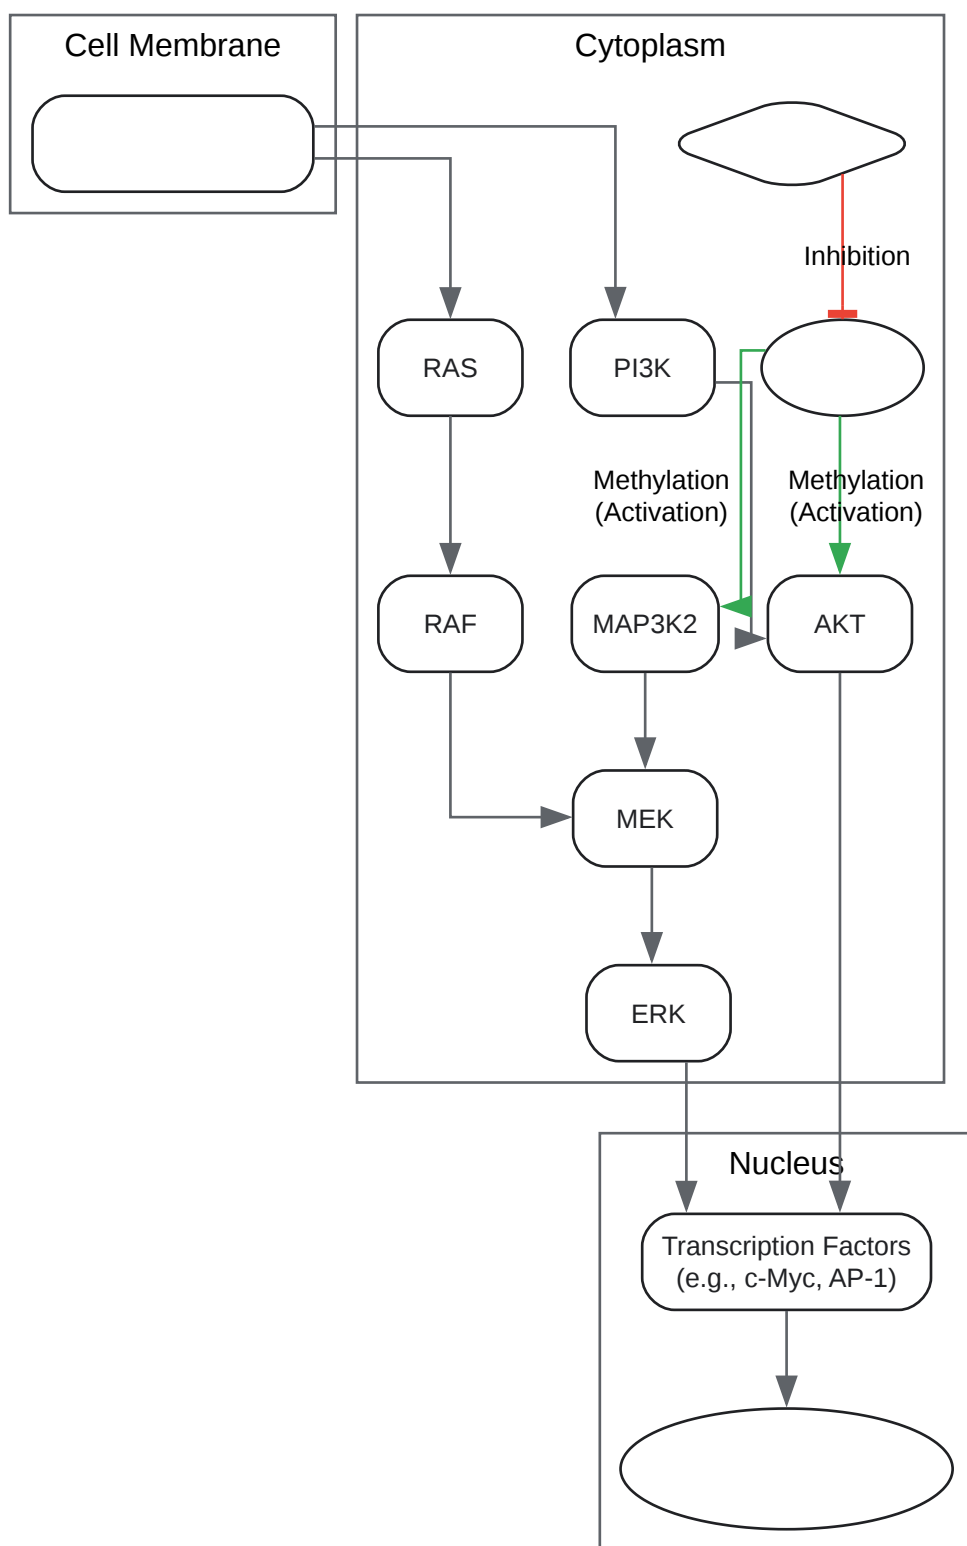 Cell Membrane
Cytoplasm
Inhibition
RAS
PI3K
Methylation
(Activation)
Methylation
(Activation)
RAF
MAP3K2
AKT
MEK
ERK
Nucleus
Transcription Factors
(e.g., c-Myc, AP-1)